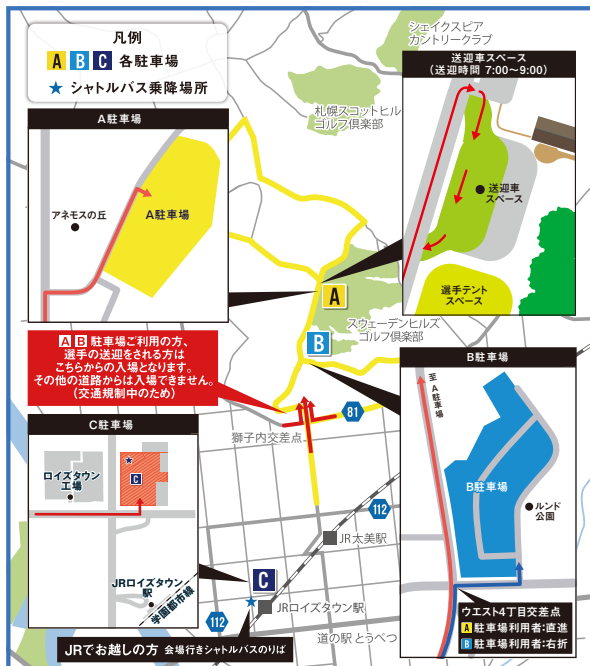 凡例
A B C 各駐車場
★ シャトルバス乗降場所
シェイクスピア
カントリークラブ
札幌スコットヒル
ゴルフ倶楽部
送迎車スペース
(送迎時間 7:00~9:00)
送迎車
スペース
選手テント
スペース
A駐車場
アネモスの丘
A駐車場
A
スウェーデンヒルズ
ゴルフ倶楽部
B
A B 駐車場ご利用の方、
選手の送迎をされる方は
こちらからの入場となります。
その他の道路からは入場できません。
(交通規制中のため)
81
獅子内交差点
B駐車場
至A駐車場
B駐車場
ルンド
公園
ウエスト4丁目交差点
A 駐車場利用者:直進
B 駐車場利用者:右折
C駐車場
ロイズタウン
工場
C
JRロイズタウン
駅
学園都市線
112
JR太美駅
C
JRロイズタウン駅
112
道の駅 とうべつ
JRでお越しの方 会場行きシャトルバスのりば